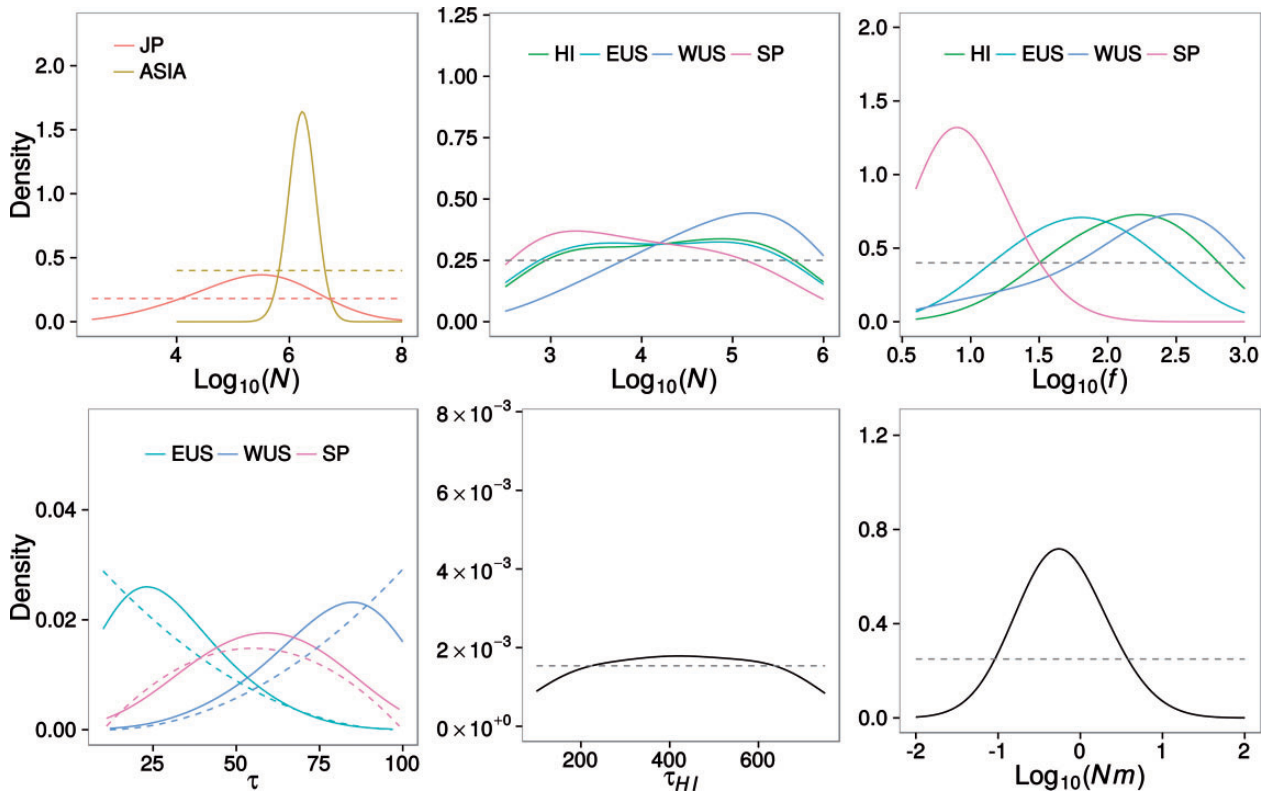 JP
ASIA
Density
2.0
1.5
1.0
0.5
0.0
4 6 8
Log10(N)
HI EUS WUS SP
1.25
1.00
0.75
0.50
0.25
0.00
3 4 5 6
Log10(N)
HI EUS WUS SP
2.0
1.5
1.0
0.5
0.0
0.5 1.0 1.5 2.0 2.5 3.0
Log10(f)
EUS WUS SP
Density
0.04
0.02
0.00
25 50 75 100
τ
8×10⁻³
6×10⁻³
4×10⁻³
2×10⁻³
0×10⁺⁰
200 400 600
τHI
1.2
0.8
0.4
0.0
-2 -1 0 1 2
Log10(Nm)